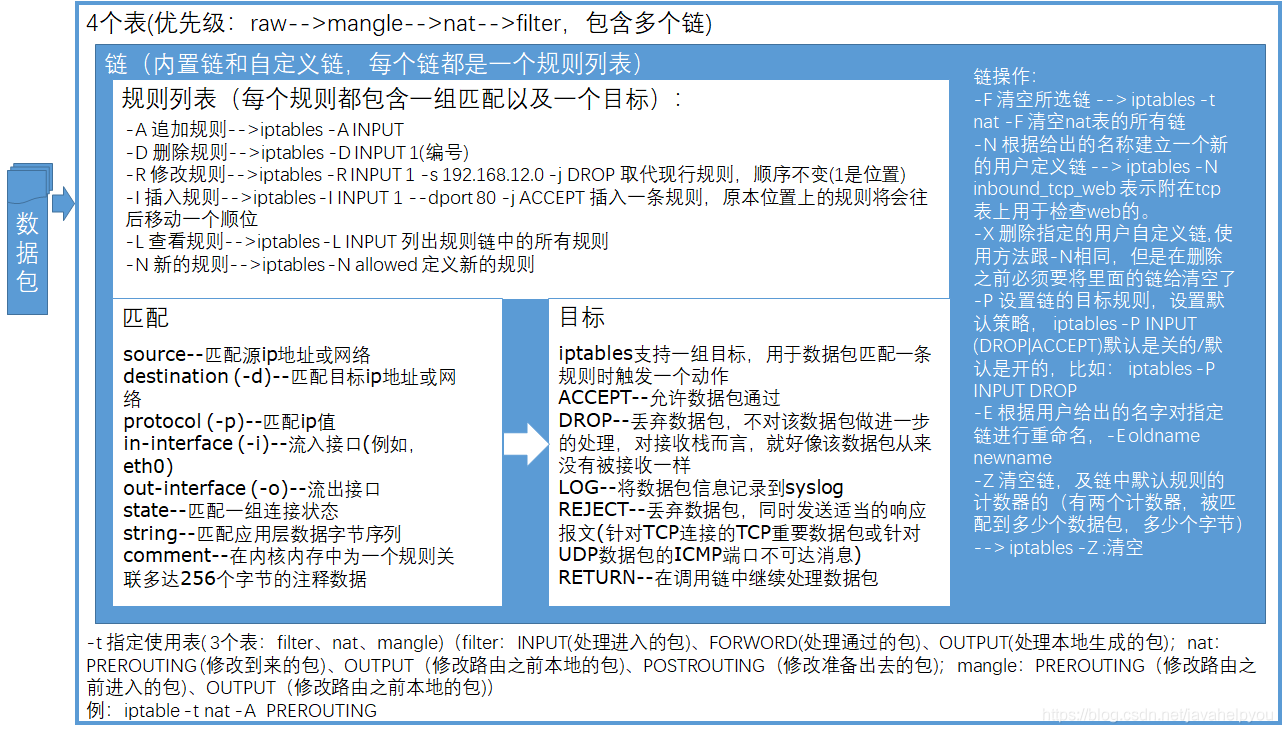 4个表(优先级：raw-->mangle-->nat-->filter，包含多个链)
链（内置链和自定义链，每个链都是一个规则列表）
规则列表（每个规则都包含一组匹配以及一个目标）:
-A 追加规则-->iptables -A INPUT
-D 删除规则-->iptables -D INPUT 1(编号)
-R 修改规则-->iptables -R INPUT 1 -s 192.168.12.0 -j DROP 取代现行规则，顺序不变(1是位置)
-I 插入规则-->iptables -I INPUT 1 --dport 80 -j ACCEPT 插入一条规则，原本位置上的规则将会往
后移动一个顺位
-L 查看规则-->iptables -L INPUT 列出规则链中的所有规则
-N 新的规则-->iptables -N allowed 定义新的规则
数
据
包
匹配
source--匹配源ip地址或网络
destination (-d)--匹配目标ip地址或网
络
protocol (-p)--匹配ip值
in-interface (-i)--流入接口(例如，
eth0)
out-interface (-o)--流出接口
state--匹配一组连接状态
string--匹配应用层数据字节序列
comment--在内核内存中为一个规则关
联多达256个字节的注释数据
目标
iptables支持一组目标，用于数据包匹配一条
规则时触发一个动作
ACCEPT--允许数据包通过
DROP--丢弃数据包，不对该数据包做进一步
的处理，对接收栈而言，就好像该数据包从来
没有被接收一样
LOG--将数据包信息记录到syslog
REJECT--丢弃数据包，同时发送适当的响应
报文(针对TCP连接的TCP重要数据包或针对
UDP数据包的ICMP端口不可达消息)
RETURN--在调用链中继续处理数据包
链操作:
-F 清空所选链 --> iptables -t
nat -F 清空nat表的所有链
-N 根据给出的名称建立一个新
的用户定义链 --> iptables -N
inbound_tcp_web 表示附在tcp
表上用于检查web的。
-X 删除指定的用户自定义链,使
用方法跟-N相同，但是在删除
之前必须要将里面的链给清空了
-P 设置链的目标规则，设置默
认策略， iptables -P INPUT
(DROP|ACCEPT)默认是关的/默
认是开的，比如： iptables -P
INPUT DROP
-E 根据用户给出的名字对指定
链进行重命名，-E oldname
newname
-Z 清空链，及链中默认规则的
计数器的（有两个计数器，被匹
配到多少个数据包，多少个字节）
--> iptables -Z :清空
-t 指定使用表( 3个表：filter、nat、mangle)（filter：INPUT(处理进入的包)、FORWORD(处理通过的包)、OUTPUT(处理本地生成的包)；nat：
PREROUTING (修改到来的包)、OUTPUT（修改路由之前本地的包)、POSTROUTING（修改准备出去的包)；mangle：PREROUTING（修改路由之
前进入的包)、OUTPUT（修改路由之前本地的包))
例：iptable -t nat -A PREROUTING
https://blog.csdn.net/javahelpyou